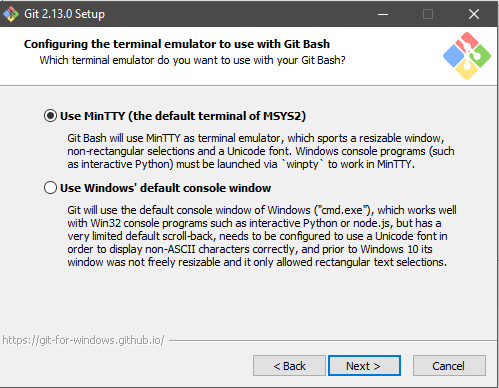 Git 2.13.0 Setup
Configuring the terminal emulator to use with Git Bash
Which terminal emulator do you want to use with your Git Bash?
Use MinTTY (the default terminal of MSYS2)
Git Bash will use MinTTY as terminal emulator, which sports a resizable window,
non-rectangular selections and a Unicode font. Windows console programs (such
as interactive Python) must be launched via `winpty` to work in MinTTY.
Use Windows' default console window
Git will use the default console window of Windows ("cmd.exe"), which works well
with Win32 console programs such as interactive Python or node.js, but has a
very limited default scroll-back, needs to be configured to use a Unicode font in
order to display non-ASCII characters correctly, and prior to Windows 10 its
window was not freely resizable and it only allowed rectangular text selections.
https://git-for-windows.github.io/
< Back
Next >
Cancel